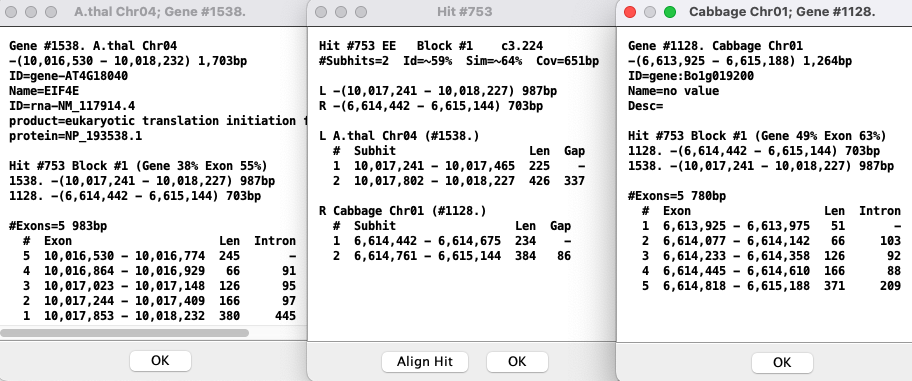 A.thal Chr04; Gene #1538.
Gene #1538. A.thal Chr04
-(10,016,530 - 10,018,232) 1,703bp
ID=gene-AT4G18040
Name=EIF4E
ID=rna-NM_117914.4
product=eukaryotic translation initiation f
protein=NP_193538.1
Hit #753 Block #1 (Gene 38% Exon 55%)
1538. -(10,017,241 - 10,018,227) 987bp
1128. -(6,614,442 - 6,615,144) 703bp
#Exons=5 983bp
# Exon Len Intron
5 10,016,530 - 10,016,774 245 -
4 10,016,864 - 10,016,929 66 91
3 10,017,023 - 10,017,148 126 95
2 10,017,244 - 10,017,409 166 97
1 10,017,853 - 10,018,232 380 445
OK
Hit #753
Hit #753 EE Block #1 c3.224
#Subhits=2 Id=~59% Sim=~64% Cov=651bp
L -(10,017,241 - 10,018,227) 987bp
R -(6,614,442 - 6,615,144) 703bp
L A.thal Chr04 (#1538.)
# Subhit Len Gap
1 10,017,241 - 10,017,465 225 -
2 10,017,802 - 10,018,227 426 337
R Cabbage Chr01 (#1128.)
# Subhit Len Gap
1 6,614,442 - 6,614,675 234 -
2 6,614,761 - 6,615,144 384 86
Align Hit OK
Cabbage Chr01; Gene #1128.
Gene #1128. Cabbage Chr01
-(6,613,925 - 6,615,188) 1,264bp
ID=gene:Bo1g019200
Name=no value
Desc=
Hit #753 Block #1 (Gene 49% Exon 63%)
1128. -(6,614,442 - 6,615,144) 703bp
1538. -(10,017,241 - 10,018,227) 987bp
#Exons=5 780bp
# Exon Len Intron
1 6,613,925 - 6,613,975 51 -
2 6,614,077 - 6,614,142 66 103
3 6,614,233 - 6,614,358 126 92
4 6,614,445 - 6,614,610 166 88
5 6,614,818 - 6,615,188 371 209
OK